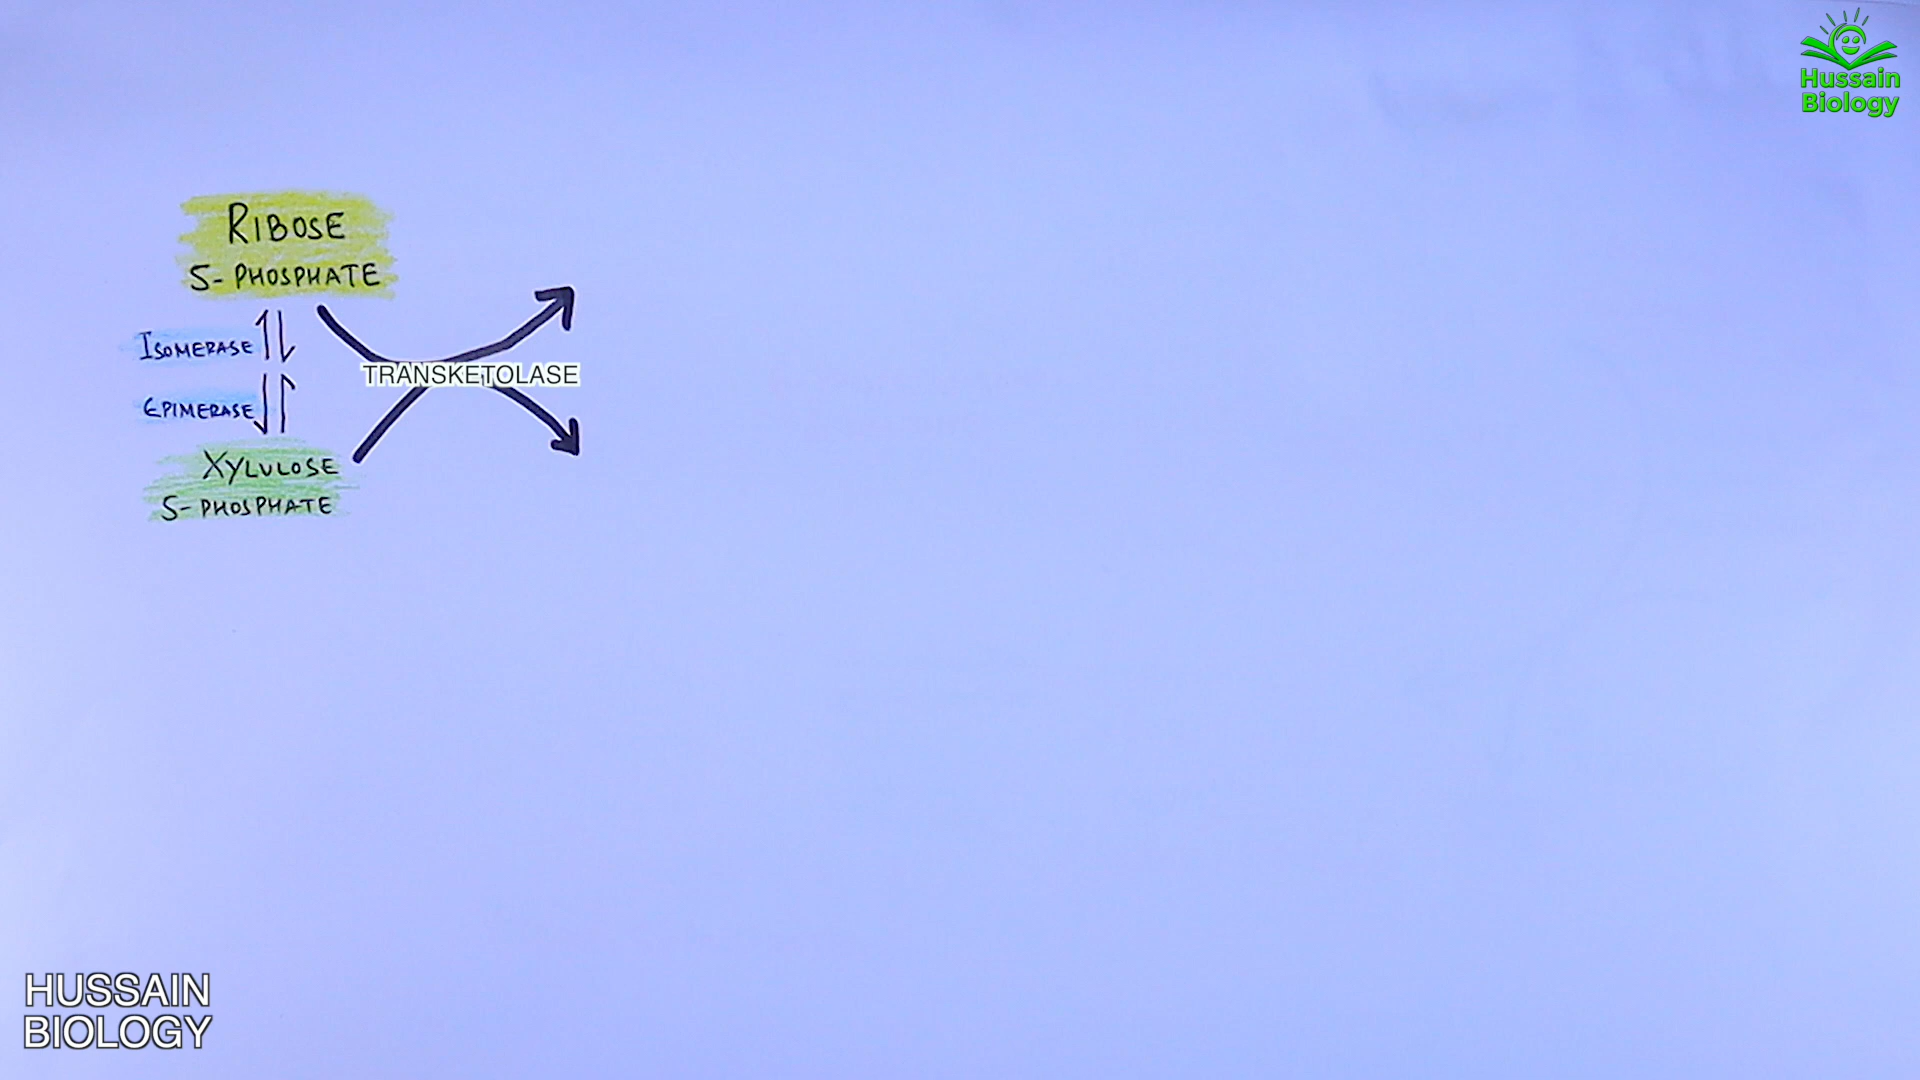 Hussain
Biology
RIBOSE
5-PHOSPHATE
ISOMERASE
TRANSKETOLASE
EPIMERASE
XYLULOSE
5-PHOSPHATE
HUSSAIN
BIOLOGY